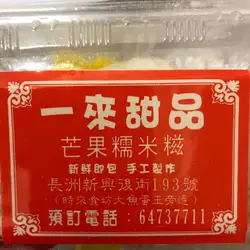 一來甜品
芒果糯米糍
新鮮即包 手工製作
長洲新興後街193號
(時來食坊大魚蛋王旁邊)
預訂電話：64737711